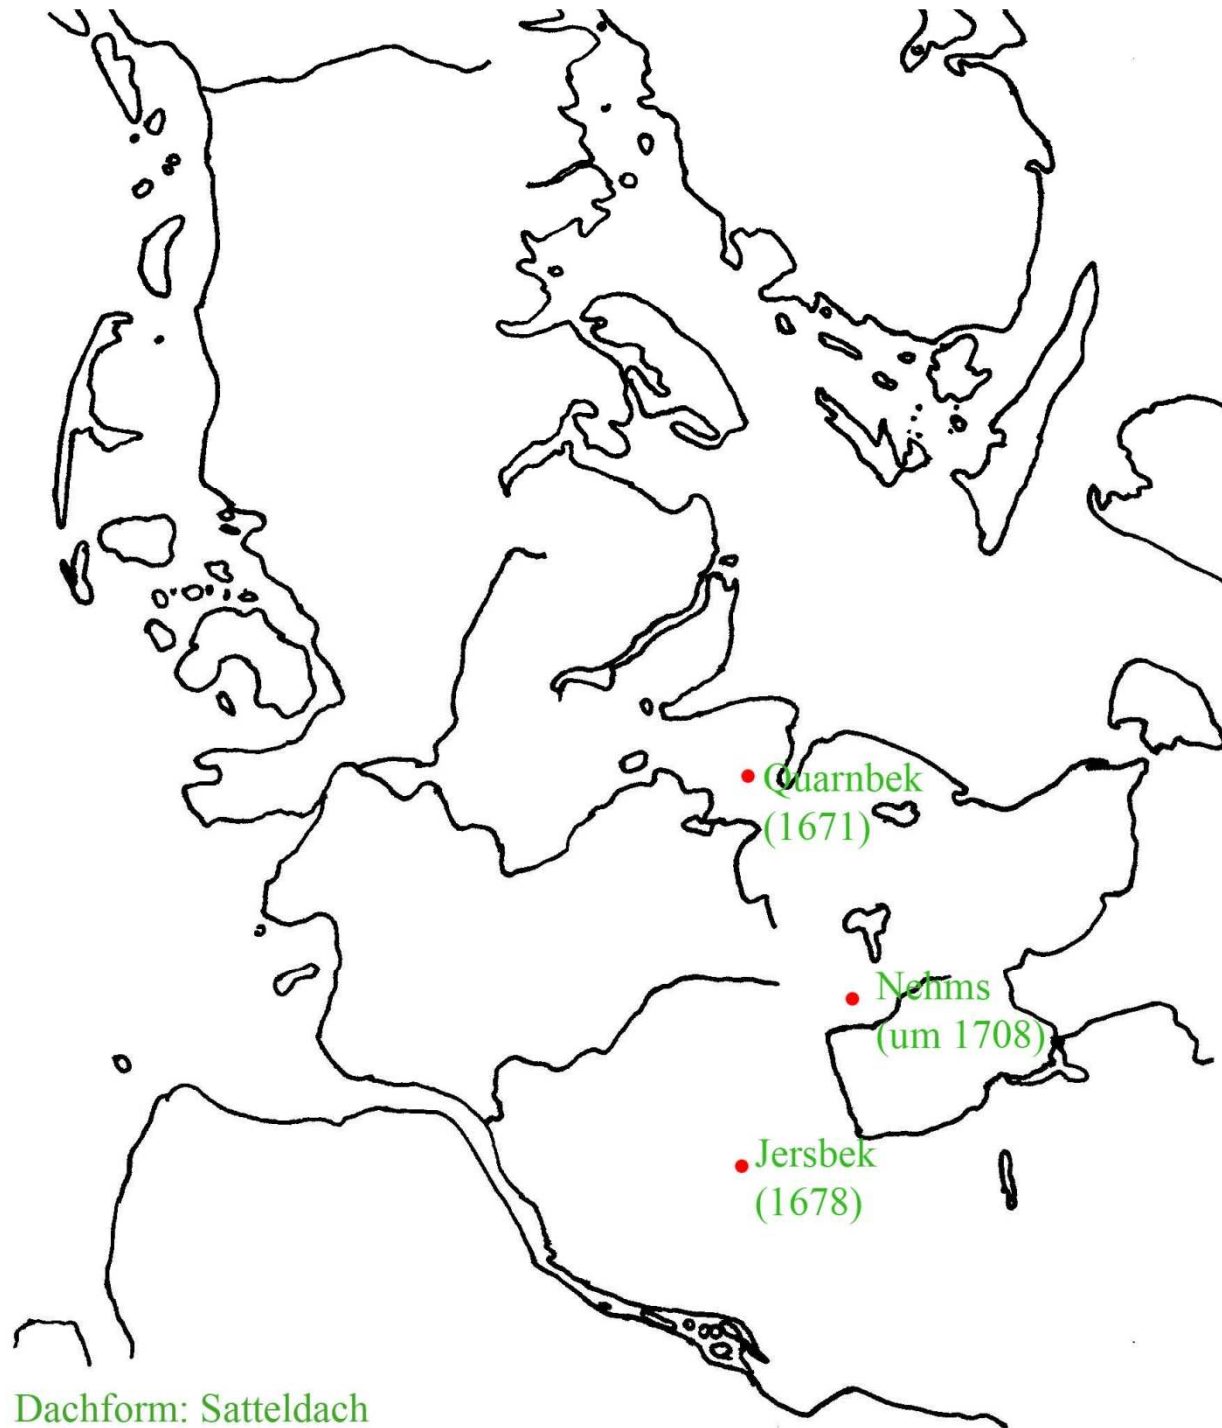 Quarnbek
(1671)
Nehms
(um 1708)
Jersbek
(1678)
Dachform: Satteldach